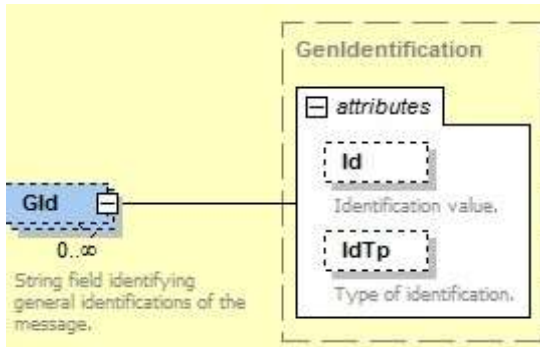 GenIdentification
attributes
Id
Identification value.
GId
0..∞
IdTp
String field identifying
general identifications of the
message.
Type of identification.